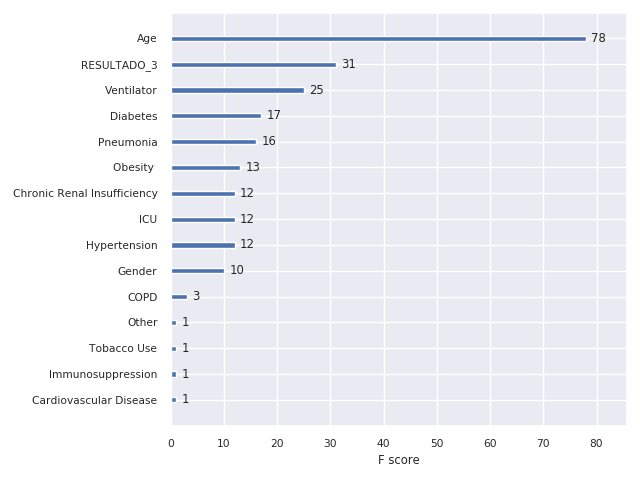 Age 78
RESULTADO_3 31
Ventilator 25
Diabetes 17
Pneumonia 16
Obesity 13
Chronic Renal Insufficiency 12
ICU 12
Hypertension 12
Gender 10
COPD 3
Other 1
Tobacco Use 1
Immunosuppression 1
Cardiovascular Disease 1
0 10 20 30 40 50 60 70 80
F score